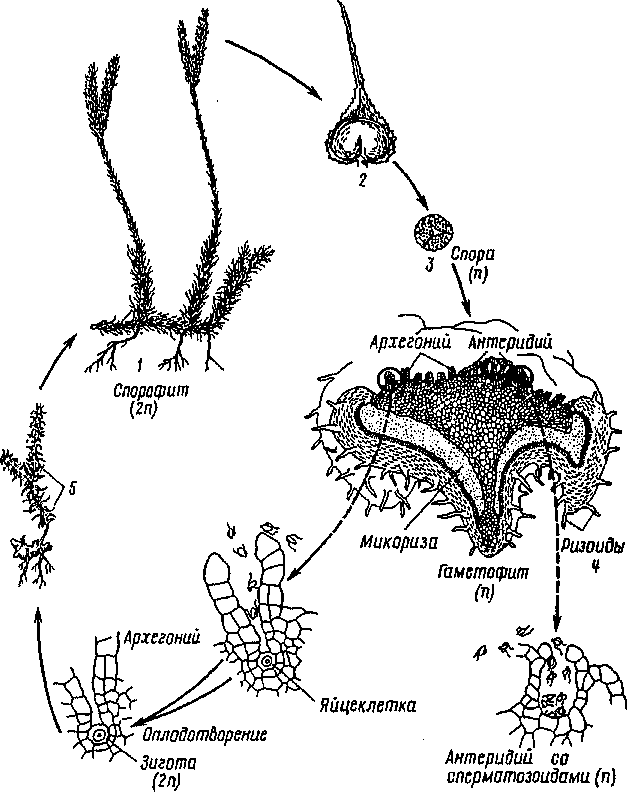 2
3
Спора
(n)
Архегоний
Антеридий
1
Спорофит
(2n)
5
Микориза
Ризоиды
4
Гаметофит
(n)
Архегоний
Яйцеклетка
Оплодотворение
Зигота
(2n)
Антеридий со
сперматозоидами (n)